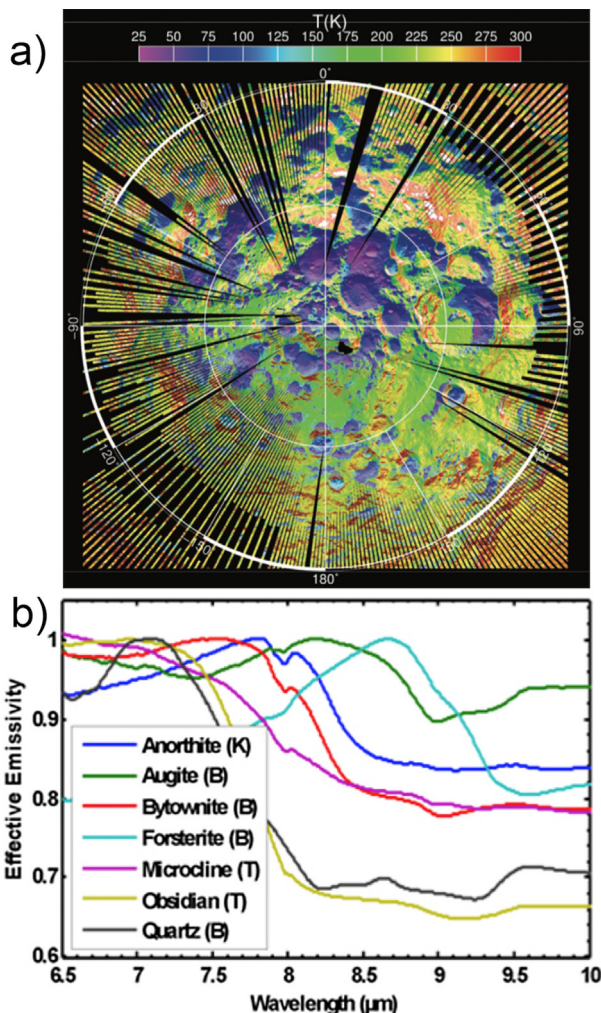 a)
T(K)
25 50 75 100 125 150 175 200 225 250 275 300
0°
-90°
90
120°
-150°
180°
b)
1
0.9
0.8
0.7
0.6
Effective Emissivity
Anorthite (K)
Augite (B)
Bytownite (B)
Forsterite (B)
Microcline (T)
Obsidian (T)
Quartz (B)
6.5 7 7.5 8 8.5 9 9.5 10
Wavelength (µm)